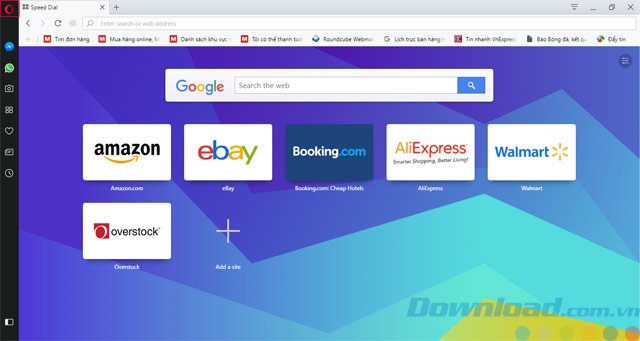 Speed Dial
Enter search or web address
Tìm đơn hàng
Mua hàng online, M
Danh sách khu vực k
Tôi có thể thanh toán
Roundcube Webma
Lịch trực bán hàng t
Tin nhanh VnExpres
Báo Bóng đá, kết qu
Đẩy tin
Google
Search the web
amazon
ebay
Booking.com
AliExpress
Smarter Shopping, Better Living!
Walmart
Amazon.com
eBay
Booking.com: Cheap Hotels
AliExpress
Walmart
Overstock
Overstock
Add a site
Download.com.vn